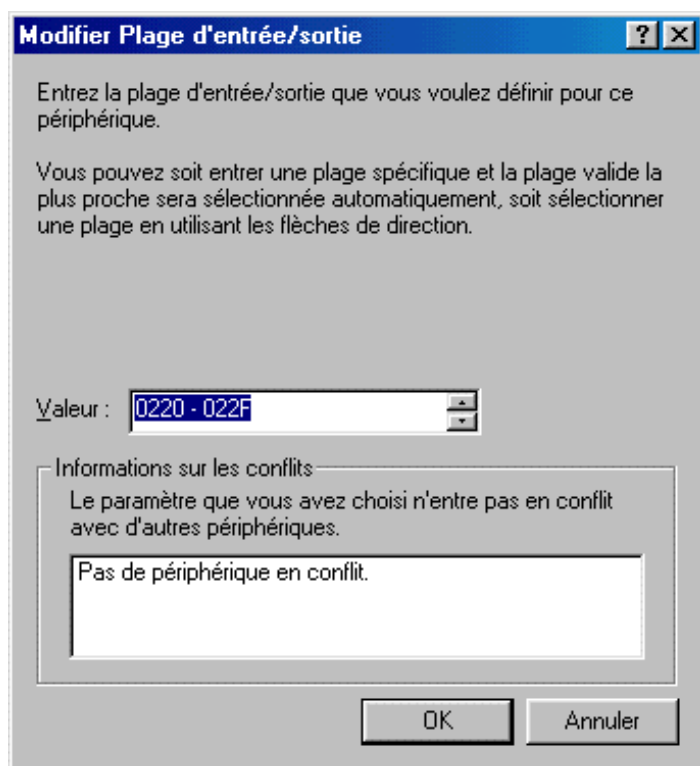 Modifier Plage d'entrée/sortie
Entrez la plage d'entrée/sortie que vous voulez définir pour ce
périphérique.
Vous pouvez soit entrer une plage spécifique et la plage valide la
plus proche sera sélectionnée automatiquement, soit sélectionner
une plage en utilisant les flèches de direction.
Valeur : 0220 - 022F
Informations sur les conflits
Le paramètre que vous avez choisi n'entre pas en conflit
avec d'autres périphériques.
Pas de périphérique en conflit.
OK Annuler